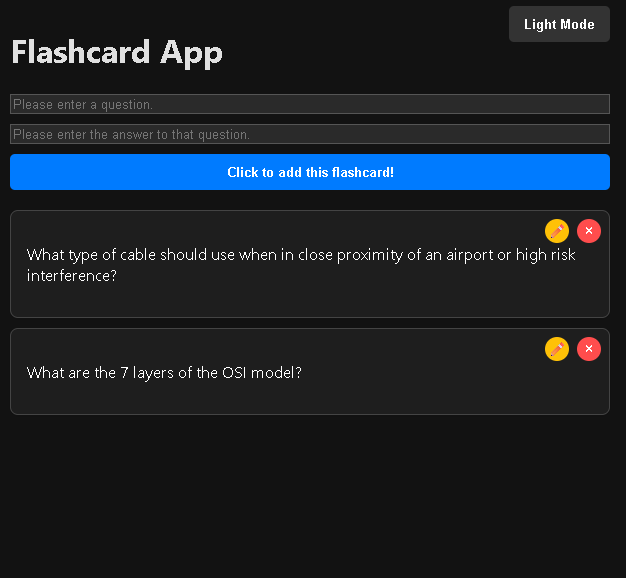 Light Mode
Flashcard App
Please enter a question.
Please enter the answer to that question.
Click to add this flashcard!
What type of cable should use when in close proximity of an airport or high risk
interference?
What are the 7 layers of the OSI model?